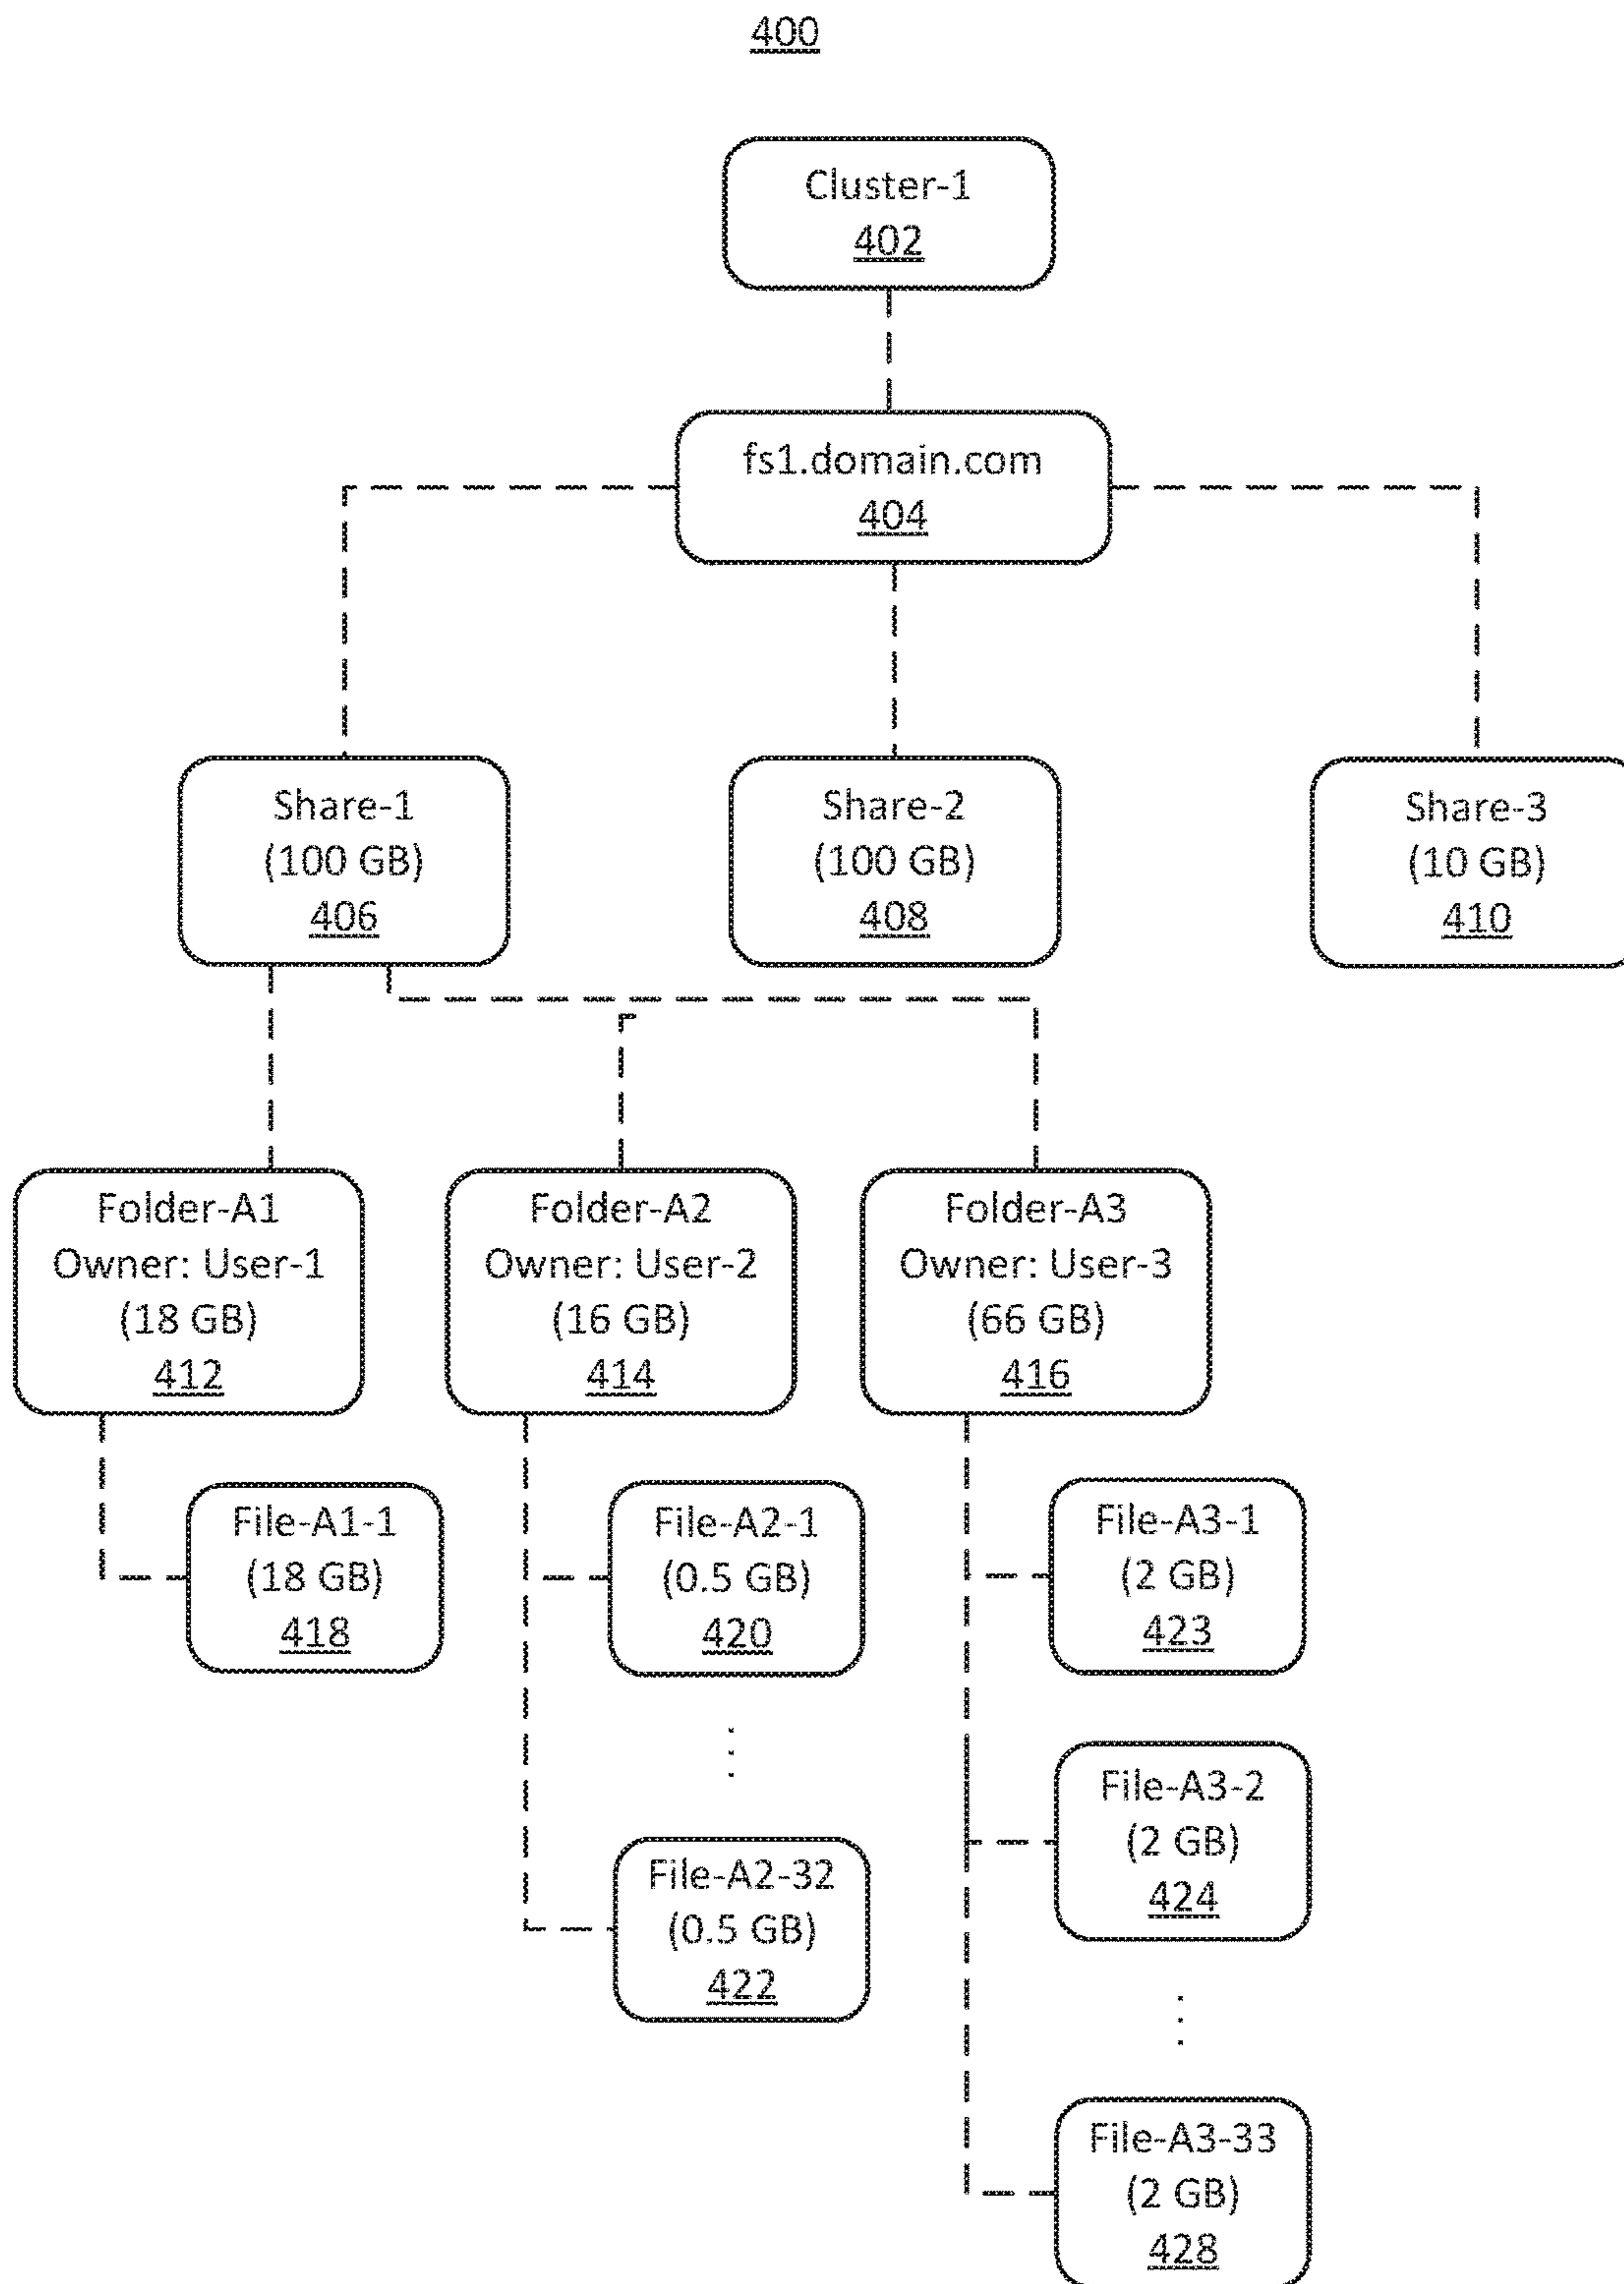 400
Cluster-1
402
fs1.domain.com
404
Share-1
(100 GB)
406
Share-2
(100 GB)
408
Share-3
(10 GB)
410
Folder-A1
Owner: User-1
(18 GB)
412
Folder-A2
Owner: User-2
(16 GB)
414
Folder-A3
Owner: User-3
(66 GB)
416
File-A1-1
(18 GB)
418
File-A2-1
(0.5 GB)
420
File-A3-1
(2 GB)
423
File-A3-2
(2 GB)
424
File-A2-32
(0.5 GB)
422
File-A3-33
(2 GB)
428